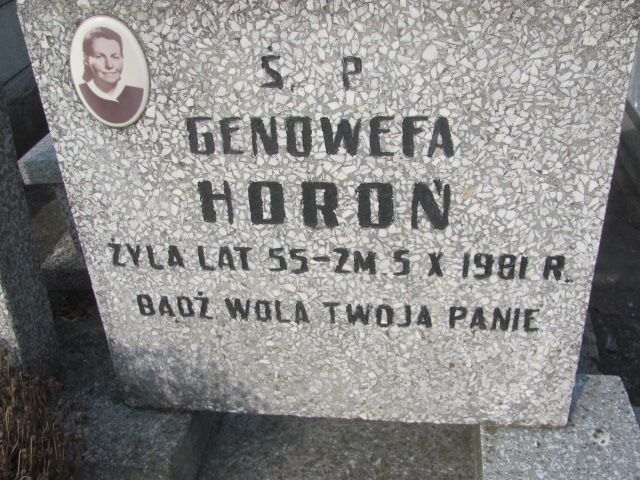 Ś. P
GENOWEFA
HOROŃ
ŻYŁA LAT 55-ZM. 5 X 1981 R.
BĄDŹ WOLA TWOJA PANIE